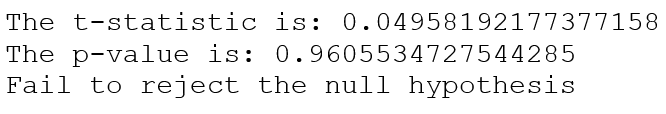 The t-statistic is: 0.04958192177377158
The p-value is: 0.9605534727544285
Fail to reject the null hypothesis